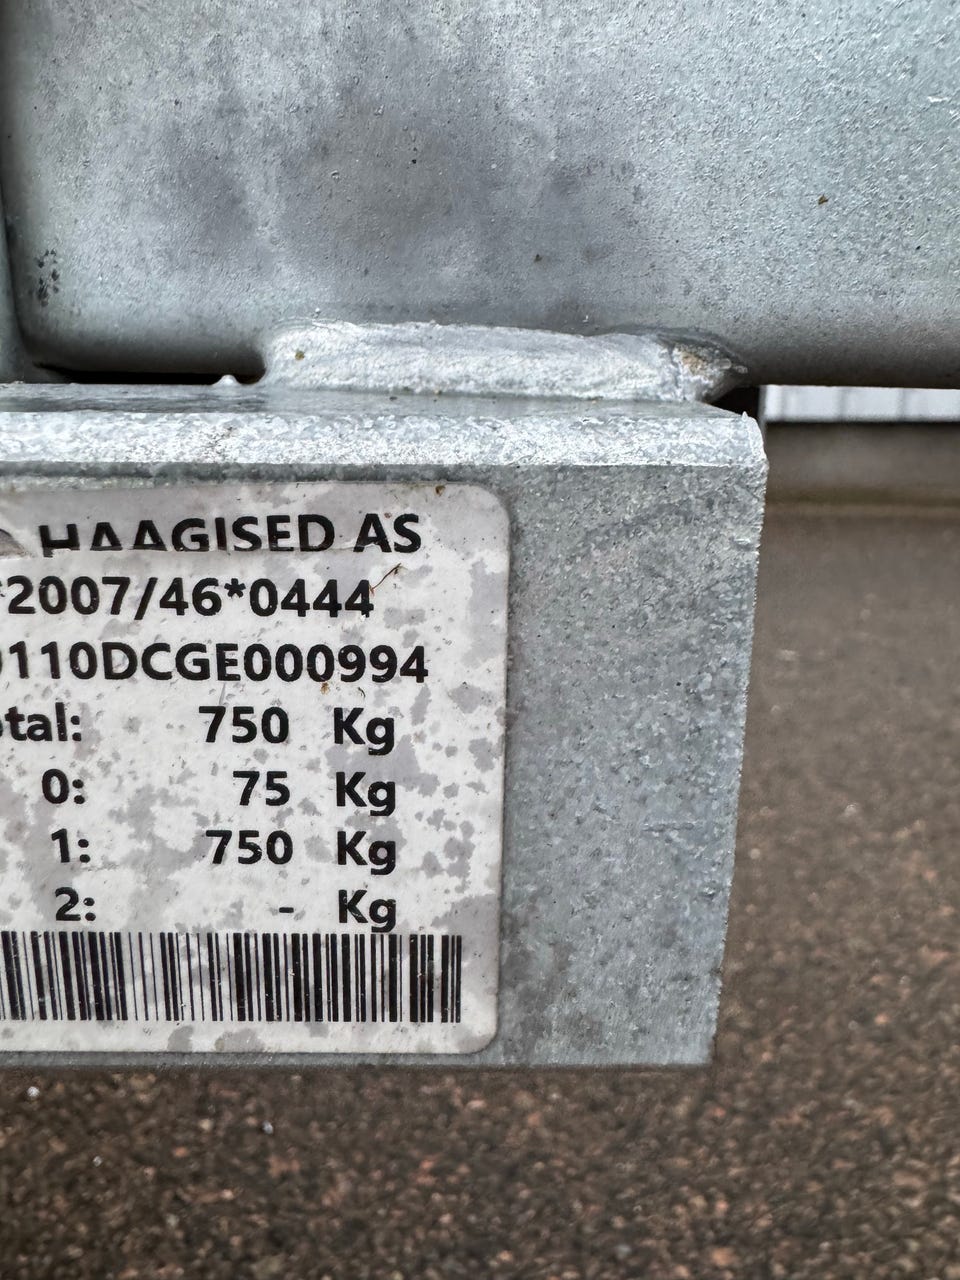 HAAGISED AS
*2007/46*0444
110DCGE000994
otal: 750 Kg
0: 75 Kg
1: 750 Kg
2: - Kg